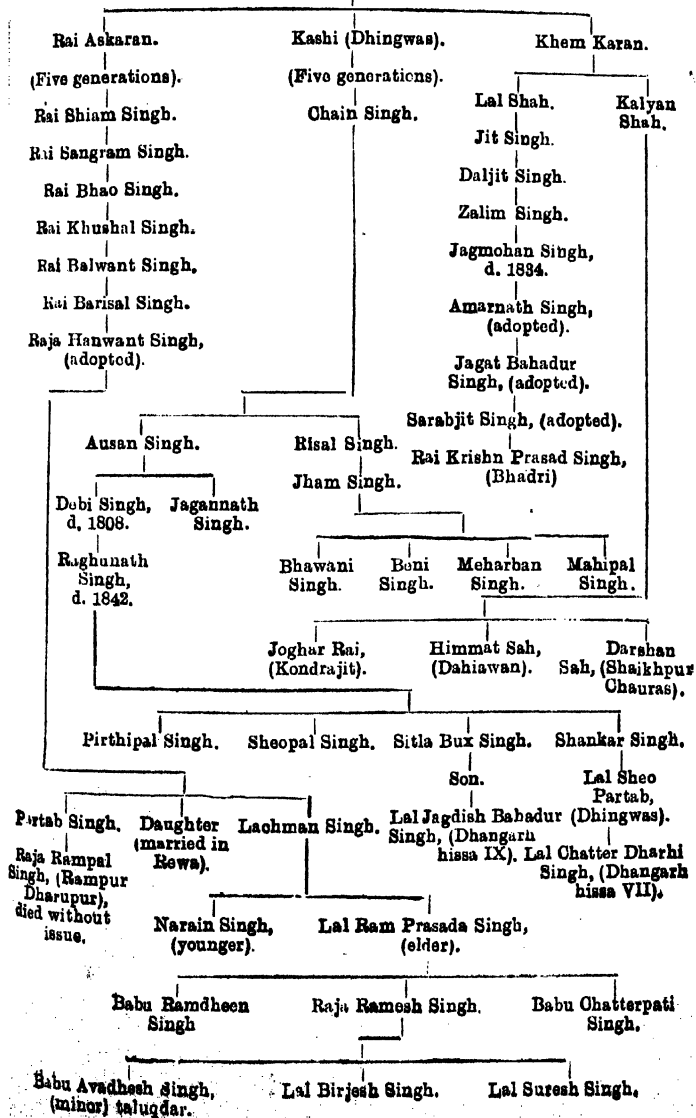 Rai Askaran.
Kashi (Dhingwas).
Khem Karan.
(Five generations).
(Five generations).
Lal Shah.
Kalyan
Shah.
Rai Shiam Singh.
Chain Singh.
Jit Singh.
Rai Sangram Singh.
Daljit Singh.
Rai Bhao Singh.
Zalim Singh.
Rai Khushal Singh.
Jagmohan Singh,
d. 1834.
Rai Balwant Singh.
Rai Barisal Singh.
Amarnath Singh,
(adopted).
Raja Hanwant Singh,
(adopted).
Jagat Bahadur
Singh, (adopted).
Sarabjit Singh, (adopted).
Ausan Singh.
Risal Singh.
Rai Krishn Prasad Singh,
(Bhadri)
Jham Singh.
Debi Singh,
d. 1808.
Jagannath
Singh.
Raghunath
Singh,
d. 1842.
Bhawani
Singh.
Beni
Singh.
Meharban
Singh.
Mahipal
Singh.
Joghar Rai,
(Kondrajit).
Himmat Sah,
(Dahiawan).
Darshan
Sah, (Shaikhpur
Chauras).
Pirthipal Singh.
Sheopal Singh.
Sitla Bux Singh.
Shankar Singh.
Son.
Lal Sheo
Partab,
(Dhingwas).
Partab Singh.
Daughter
(married in
Rewa).
Lachman Singh.
Lal Jagdish Bahadur
Singh, (Dhangarh
hissa IX).
Lal Chatter Dharhi
Singh, (Dhangarh
hissa VII).
Raja Rampal
Singh, (Rampur
Dharupur),
died without
issue.
Narain Singh,
(younger).
Lal Ram Prasada Singh,
(elder).
Babu Ramdheen
Singh
Raja Ramesh Singh.
Babu Chatterpati
Singh.
Babu Avadhesh Singh,
(minor) taluqdar.
Lal Birjesh Singh.
Lal Suresh Singh.